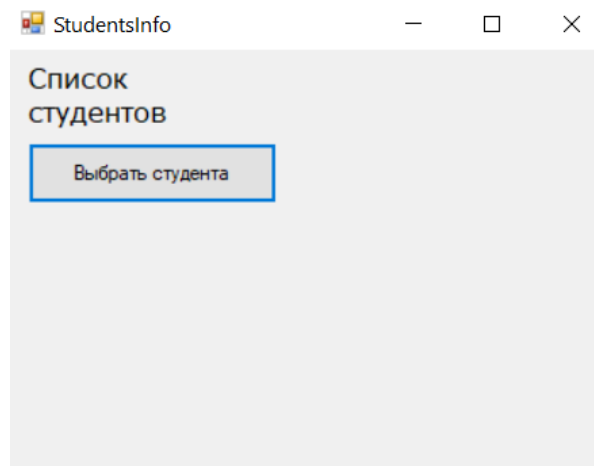 StudentsInfo
Список
студентов
Выбрать студента